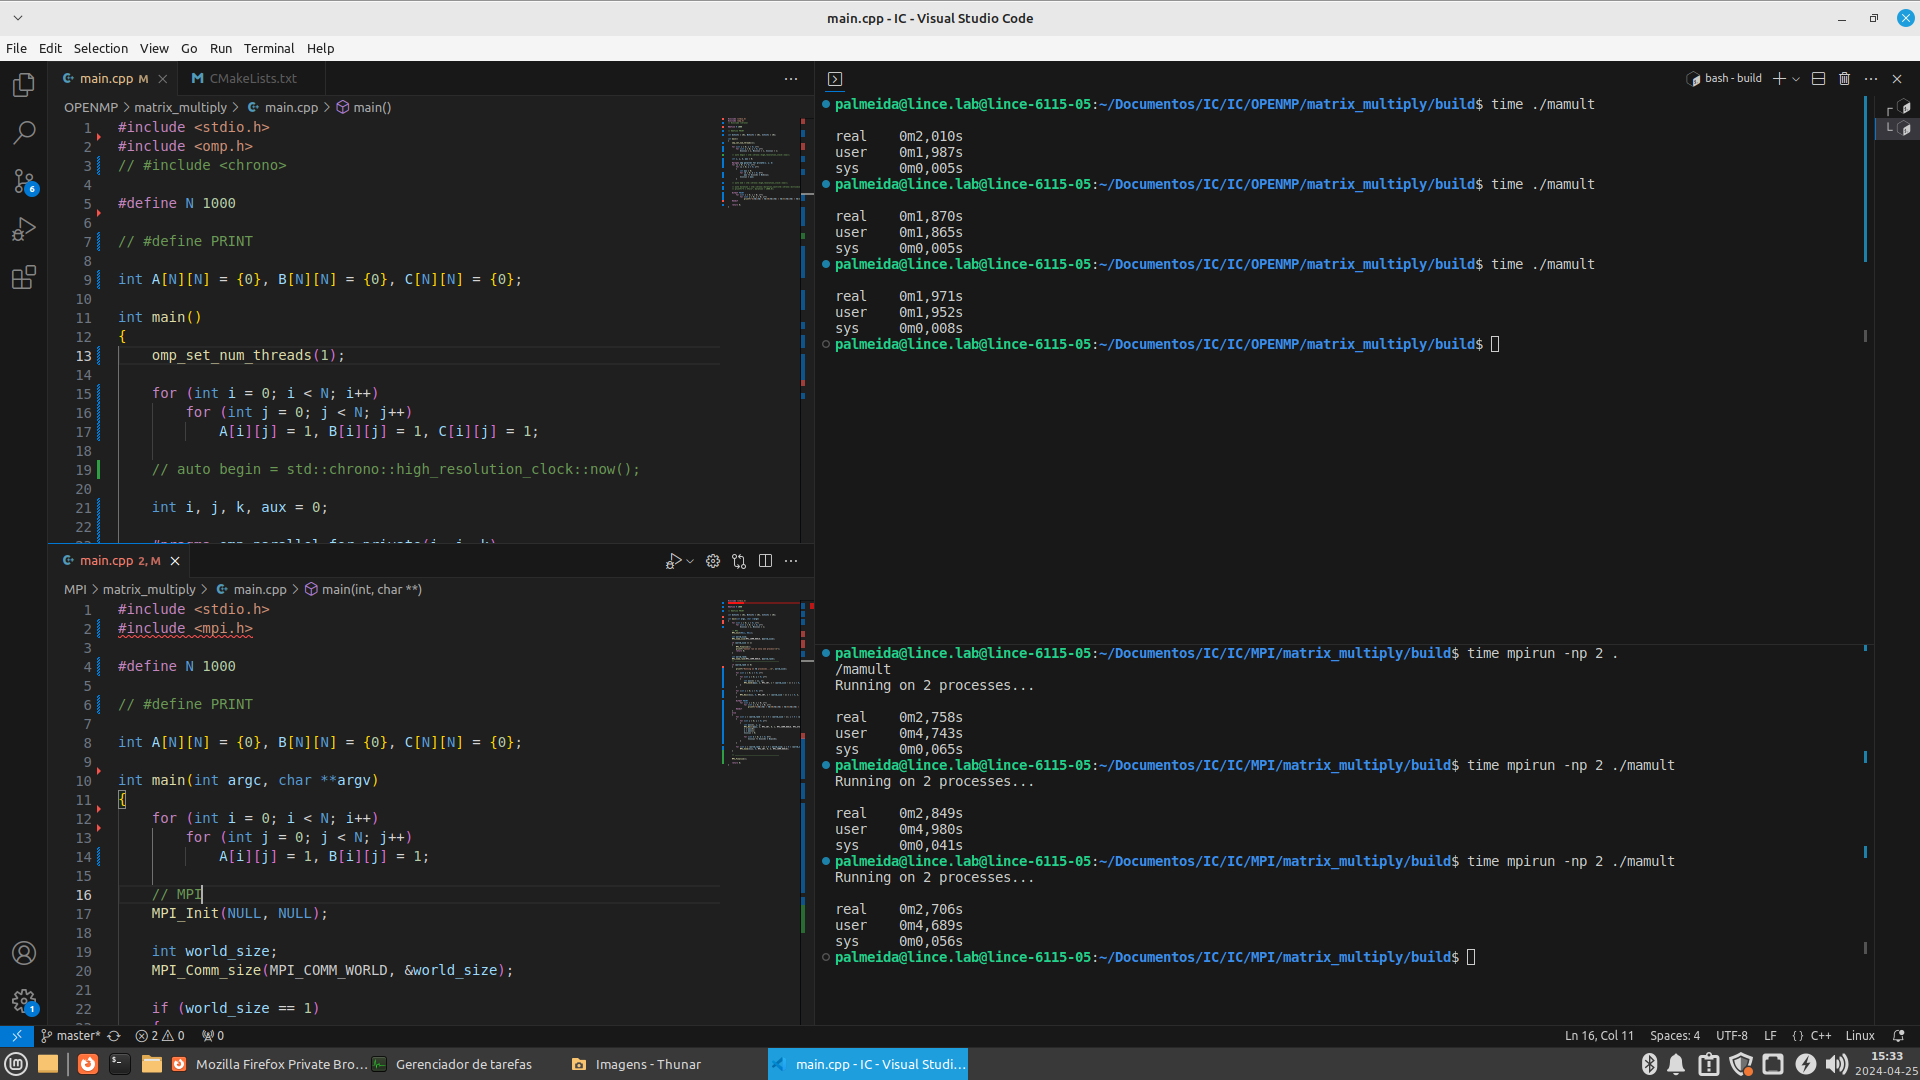 main.cpp - IC - Visual Studio Code
File Edit Selection View Go Run Terminal Help
main.cpp M
CMakeLists.txt
OPENMP > matrix_multiply > main.cpp > main()
1 #include <stdio.h>
2 #include <omp.h>
3 // #include <chrono>
4
5 #define N 1000
6
7 // #define PRINT
8
9 int A[N][N] = {0}, B[N][N] = {0}, C[N][N] = {0};
10
11 int main()
12 {
13 omp_set_num_threads(1);
14
15 for (int i = 0; i < N; i++)
16 for (int j = 0; j < N; j++)
17 A[i][j] = 1, B[i][j] = 1, C[i][j] = 1;
18
19 // auto begin = std::chrono::high_resolution_clock::now();
20
21 int i, j, k, aux = 0;
22
main.cpp 2, M
MPI > matrix_multiply > main.cpp > main(int, char **)
1 #include <stdio.h>
2 #include <mpi.h>
3
4 #define N 1000
5
6 // #define PRINT
7
8 int A[N][N] = {0}, B[N][N] = {0}, C[N][N] = {0};
9
10 int main(int argc, char **argv)
11 {
12 for (int i = 0; i < N; i++)
13 for (int j = 0; j < N; j++)
14 A[i][j] = 1, B[i][j] = 1;
15
16 // MPI
17 MPI_Init(NULL, NULL);
18
19 int world_size;
20 MPI_Comm_size(MPI_COMM_WORLD, &world_size);
21
22 if (world_size == 1)
bash - build
palmeida@lince.lab@lince-6115-05:~/Documentos/IC/IC/OPENMP/matrix_multiply/build$ time ./mamult
real 0m2,010s
user 0m1,987s
sys 0m0,005s
palmeida@lince.lab@lince-6115-05:~/Documentos/IC/IC/OPENMP/matrix_multiply/build$ time ./mamult
real 0m1,870s
user 0m1,865s
sys 0m0,005s
palmeida@lince.lab@lince-6115-05:~/Documentos/IC/IC/OPENMP/matrix_multiply/build$ time ./mamult
real 0m1,971s
user 0m1,952s
sys 0m0,008s
palmeida@lince.lab@lince-6115-05:~/Documentos/IC/IC/OPENMP/matrix_multiply/build$
palmeida@lince.lab@lince-6115-05:~/Documentos/IC/IC/MPI/matrix_multiply/build$ time mpirun -np 2 .
/mamult
Running on 2 processes...
real 0m2,758s
user 0m4,743s
sys 0m0,065s
palmeida@lince.lab@lince-6115-05:~/Documentos/IC/IC/MPI/matrix_multiply/build$ time mpirun -np 2 ./mamult
Running on 2 processes...
real 0m2,849s
user 0m4,980s
sys 0m0,041s
palmeida@lince.lab@lince-6115-05:~/Documentos/IC/IC/MPI/matrix_multiply/build$ time mpirun -np 2 ./mamult
Running on 2 processes...
real 0m2,706s
user 0m4,689s
sys 0m0,056s
palmeida@lince.lab@lince-6115-05:~/Documentos/IC/IC/MPI/matrix_multiply/build$
6
1
master* 2 0 0
Ln 16, Col 11 Spaces: 4 UTF-8 LF {} C++ Linux
Mozilla Firefox Private Bro...
Gerenciador de tarefas
Imagens - Thunar
main.cpp - IC - Visual Studi...
15:33
2024-04-25